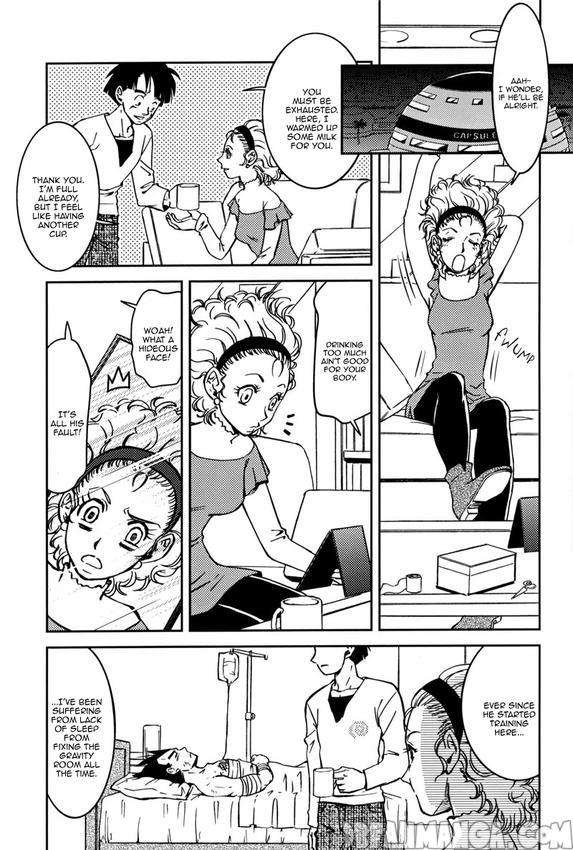 AAH--
I WONDER,
IF HE'LL BE
ALRIGHT.
CAPSULE
FWUMP
YOU
MUST BE
EXHAUSTED.
HERE, I
WARMED UP
SOME MILK
FOR YOU.
THANK YOU.
I'M FULL
ALREADY,
BUT I FEEL
LIKE HAVING
ANOTHER
CUP.
DRINKING
TOO MUCH
AIN'T GOOD
FOR YOUR
BODY.
WOAH!
WHAT A
HIDEOUS
FACE!
IT'S
ALL HIS
FAULT!
EVER SINCE
HE STARTED
TRAINING
HERE...
...I'VE BEEN
SUFFERING
FROM LACK
OF SLEEP
FROM
FIXING THE
GRAVITY
ROOM ALL
THE TIME.